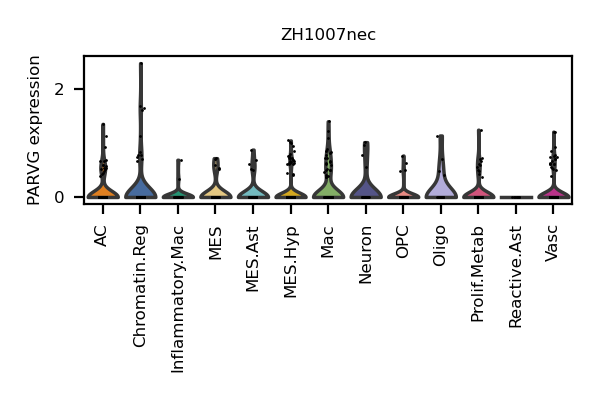 ZH1007nec
PARVG expression
2
0
AC
Chromatin.Reg
Inflammatory.Mac
MES
MES.Ast
MES.Hyp
Mac
Neuron
OPC
Oligo
Prolif.Metab
Reactive.Ast
Vasc